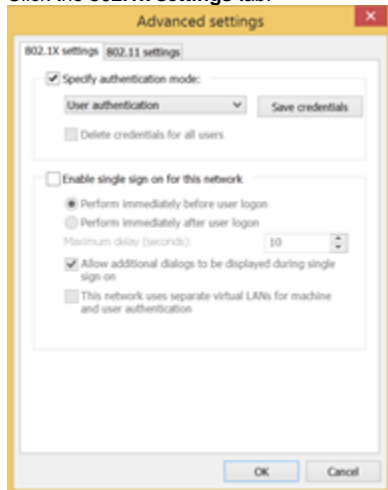 Click the 802.1X settings tab.
Advanced settings
802.1X settings 802.11 settings
Specify authentication mode:
User authentication Save credentials
Delete credentials for all users
Enable single sign on for this network
Perform immediately before user logon
Perform immediately after user logon
Maximum delay (seconds): 10
Allow additional dialogs to be displayed during single
sign on
This network uses separate virtual LANs for machine
and user authentication
OK Cancel